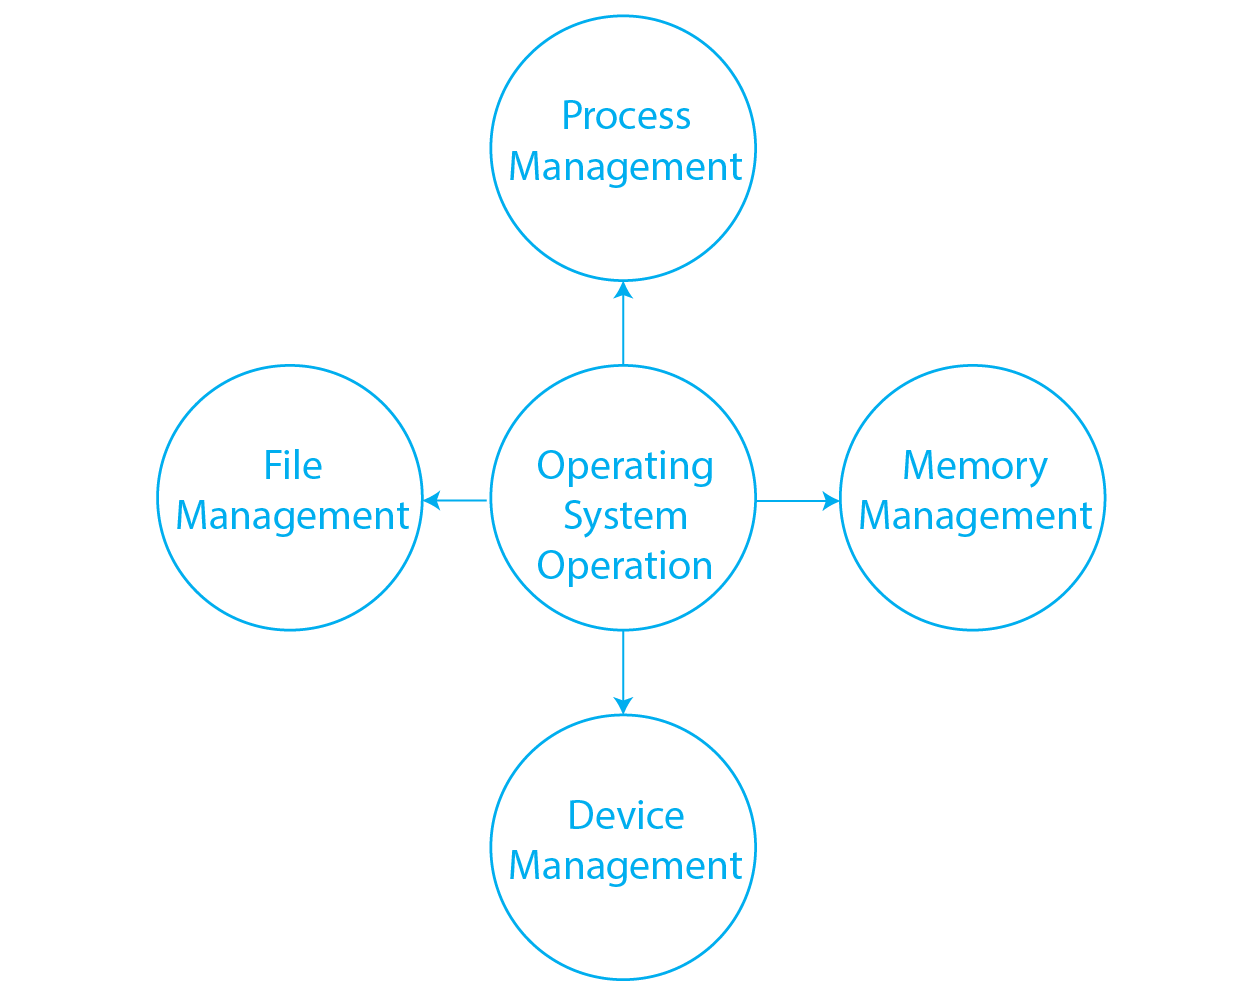 Process
Management
File
Management
Operating
System
Operation
Memory
Management
Device
Management